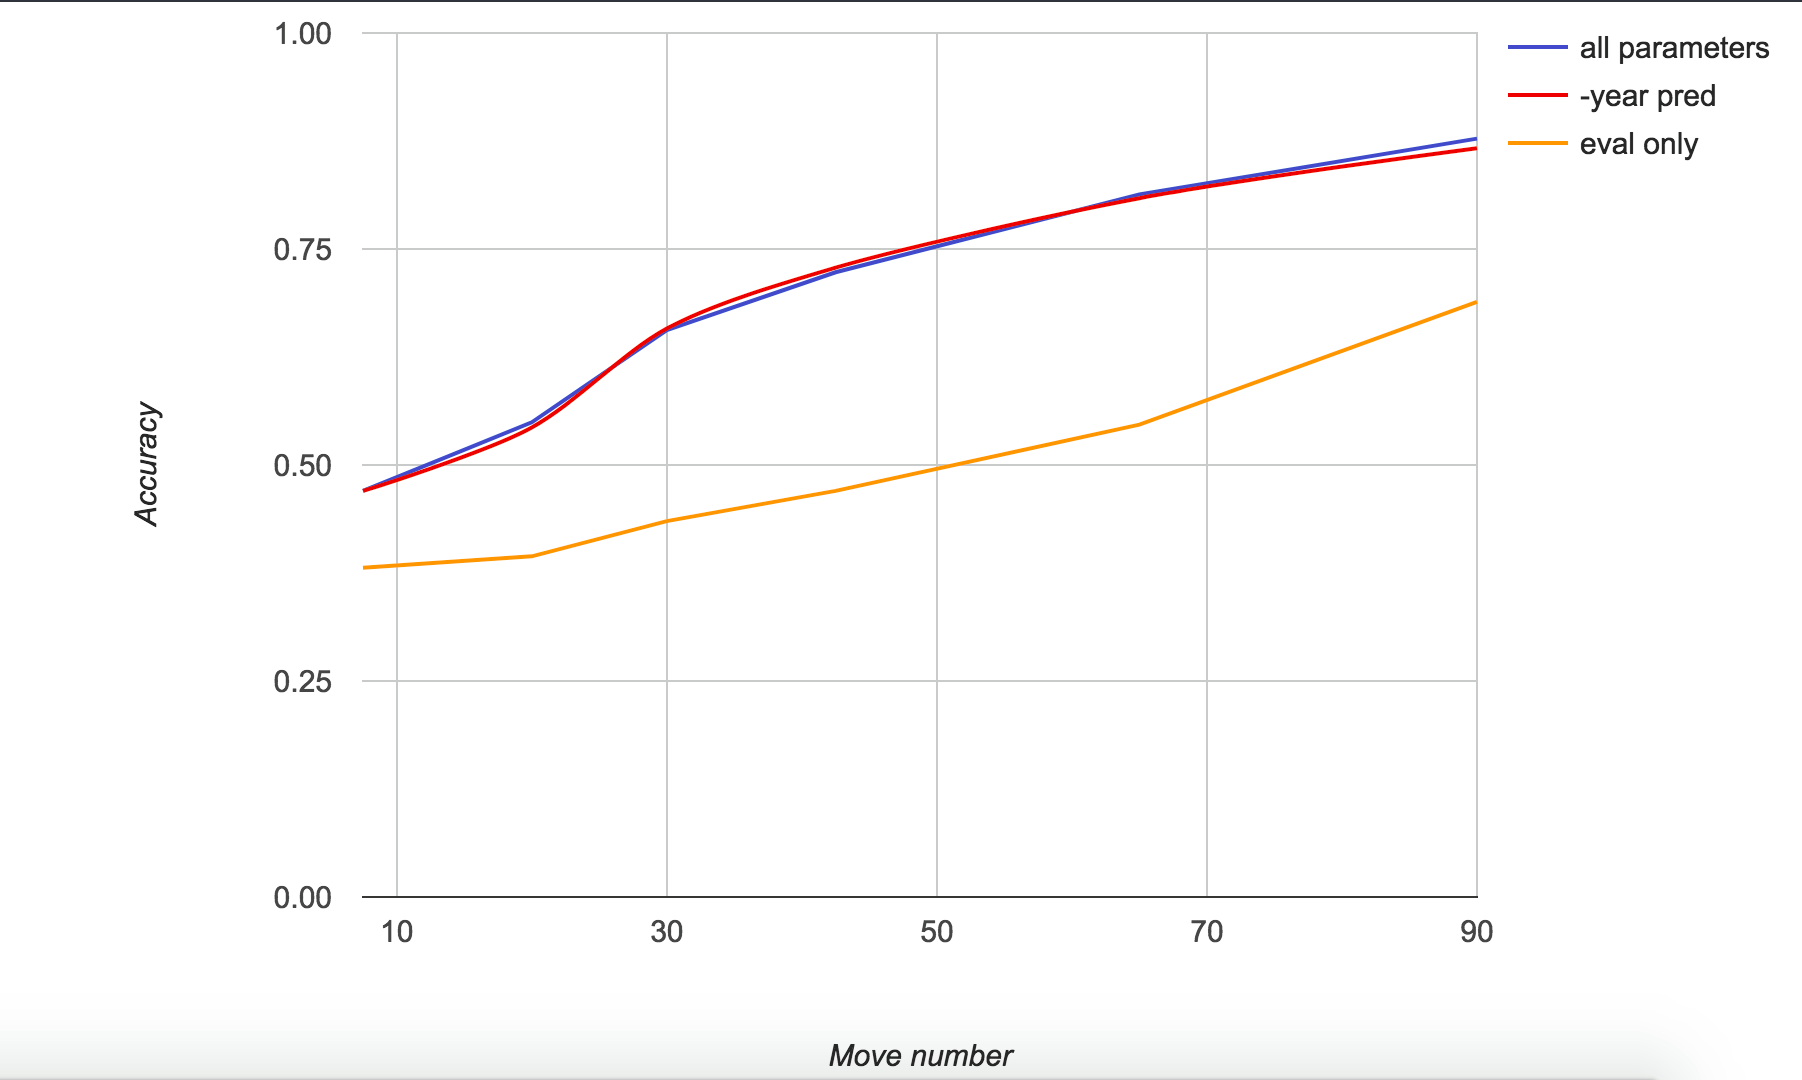 1.00
0.75
0.50
0.25
0.00
Accuracy
10 30 50 70 90
Move number
all parameters
-year pred
eval only